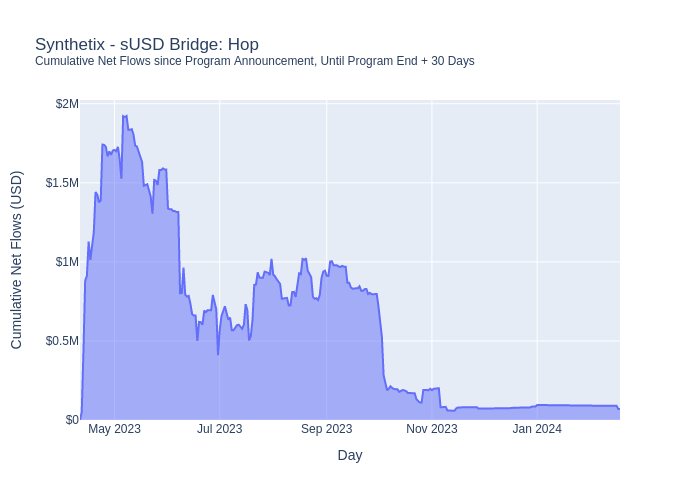 Synthetix - sUSD Bridge: Hop
Cumulative Net Flows since Program Announcement, Until Program End + 30 Days
Cumulative Net Flows (USD)
$2M
$1.5M
$1M
$0.5M
$0
May 2023
Jul 2023
Sep 2023
Nov 2023
Jan 2024
Day